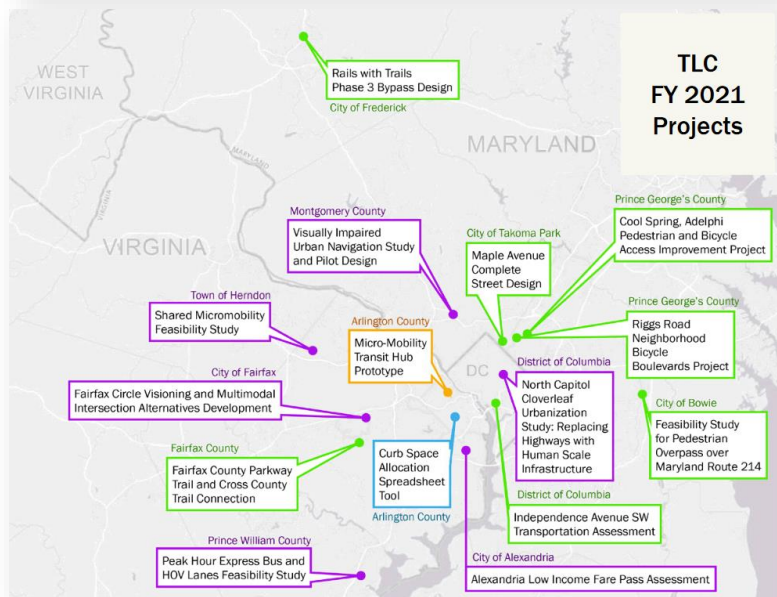 TLC
FY 2021
Projects
WEST
VIRGINIA
Rails with Trails
Phase 3 Bypass Design
City of Frederick
MARYLAND
MARYLAND
VIRGINIA
VIRGINIA
Montgomery County
Visually Impaired
Urban Navigation Study
and Pilot Design
City of Takoma Park
Maple Avenue
Complete
Street Design
Prince George's County
Cool Spring, Adelphi
Pedestrian and Bicycle
Access Improvement Project
Town of Herndon
Shared Micromobility
Feasibility Study
Arlington County
Micro-Mobility
Transit Hub
Prototype
Prince George's County
Riggs Road
Neighborhood
Bicycle
Boulevards Project
DC
District of Columbia
North Capitol
Cloverleaf
Urbanization
Study: Replacing
Highways with
Human Scale
Infrastructure
City of Fairfax
Fairfax Circle Visioning and Multimodal
Intersection Alternatives Development
City of Bowie
Feasibility Study
for Pedestrian
Overpass over
Maryland Route 214
Fairfax County
Fairfax County Parkway
Trail and Cross County
Trail Connection
Curb Space
Allocation
Spreadsheet
Tool
Arlington County
District of Columbia
Independence Avenue SW
Transportation Assessment
Prince William County
Peak Hour Express Bus and
HOV Lanes Feasibility Study
City of Alexandria
Alexandria Low Income Fare Pass Assessment